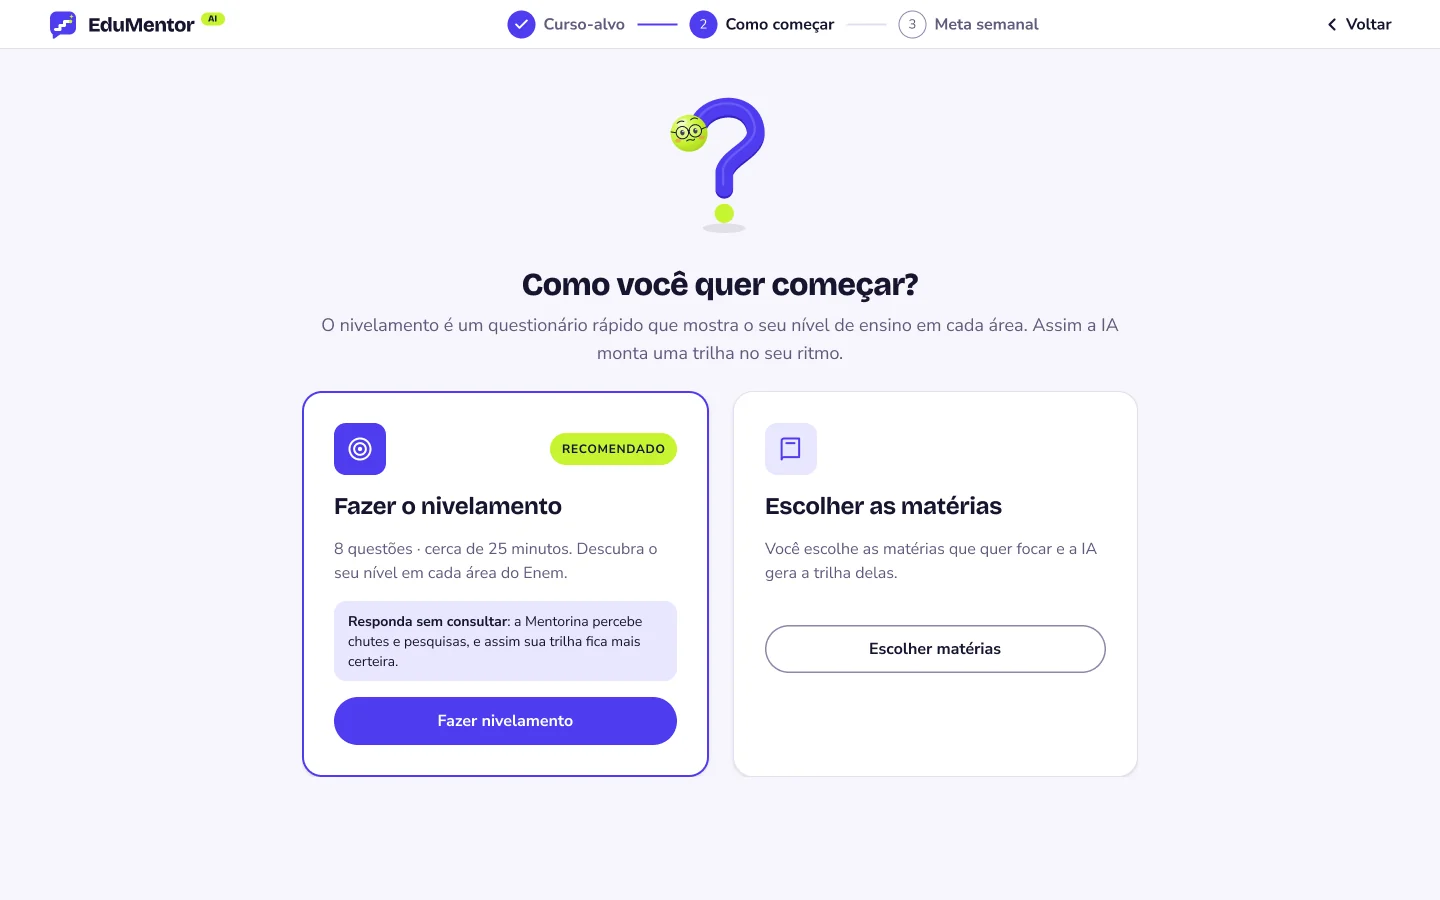 EduMentor AI
Curso-alvo
2 Como começar
3 Meta semanal
Voltar
Como você quer começar?
O nivelamento é um questionário rápido que mostra o seu nível de ensino em cada área. Assim a IA
monta uma trilha no seu ritmo.
RECOMENDADO
Fazer o nivelamento
8 questões · cerca de 25 minutos. Descubra o
seu nível em cada área do Enem.
Responda sem consultar: a Mentorina percebe
chutes e pesquisas, e assim sua trilha fica mais
certeira.
Fazer nivelamento
Escolher as matérias
Você escolhe as matérias que quer focar e a IA
gera a trilha delas.
Escolher matérias